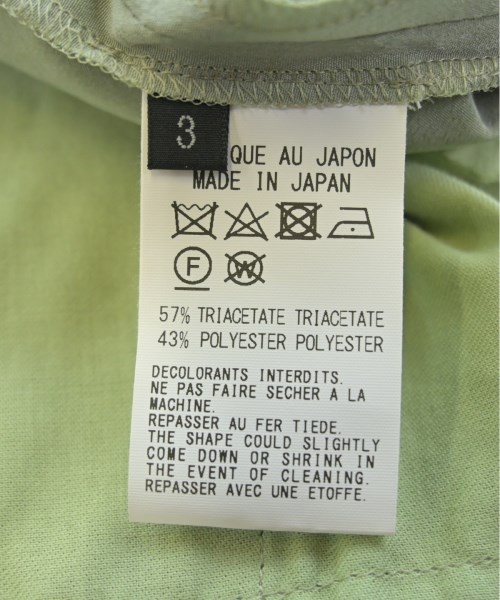 3
QUE AU JAPON
MADE IN JAPAN
F
W
57% TRIACETATE TRIACETATE
43% POLYESTER POLYESTER
DECOLORANTS INTERDITS.
NE PAS FAIRE SECHER A LA
MACHINE.
REPASSER AU FER TIEDE.
THE SHAPE COULD SLIGHTLY
COME DOWN OR SHRINK IN
THE EVENT OF CLEANING.
REPASSER AVEC UNE ETOFFE.